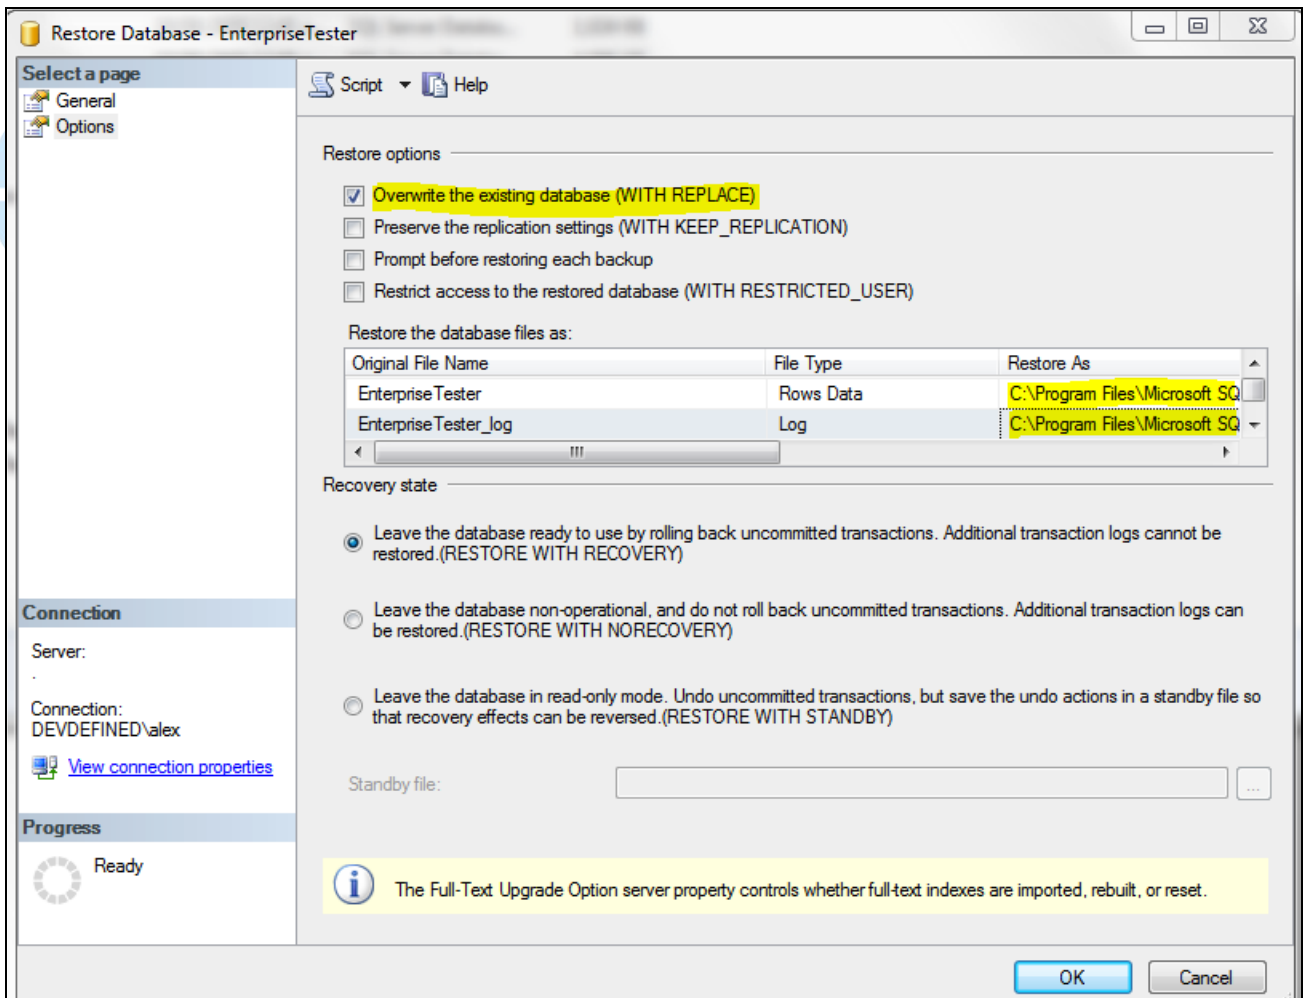 Restore Database - EnterpriseTester
Select a page
General
Options
Script
Help
Restore options
Overwrite the existing database (WITH REPLACE)
Preserve the replication settings (WITH KEEP_REPLICATION)
Prompt before restoring each backup
Restrict access to the restored database (WITH RESTRICTED_USER)
Restore the database files as:
Original File Name File Type Restore As
EnterpriseTester Rows Data C:\Program Files\Microsoft SQ
EnterpriseTester_log Log C:\Program Files\Microsoft SQ
Recovery state
Leave the database ready to use by rolling back uncommitted transactions. Additional transaction logs cannot be
restored.(RESTORE WITH RECOVERY)
Leave the database non-operational, and do not roll back uncommitted transactions. Additional transaction logs can
be restored.(RESTORE WITH NORECOVERY)
Leave the database in read-only mode. Undo uncommitted transactions, but save the undo actions in a standby file so
that recovery effects can be reversed.(RESTORE WITH STANDBY)
Standby file:
...
Connection
Server:
.
Connection:
DEVDEFINED\alex
View connection properties
Progress
Ready
The Full-Text Upgrade Option server property controls whether full-text indexes are imported, rebuilt, or reset.
OK
Cancel